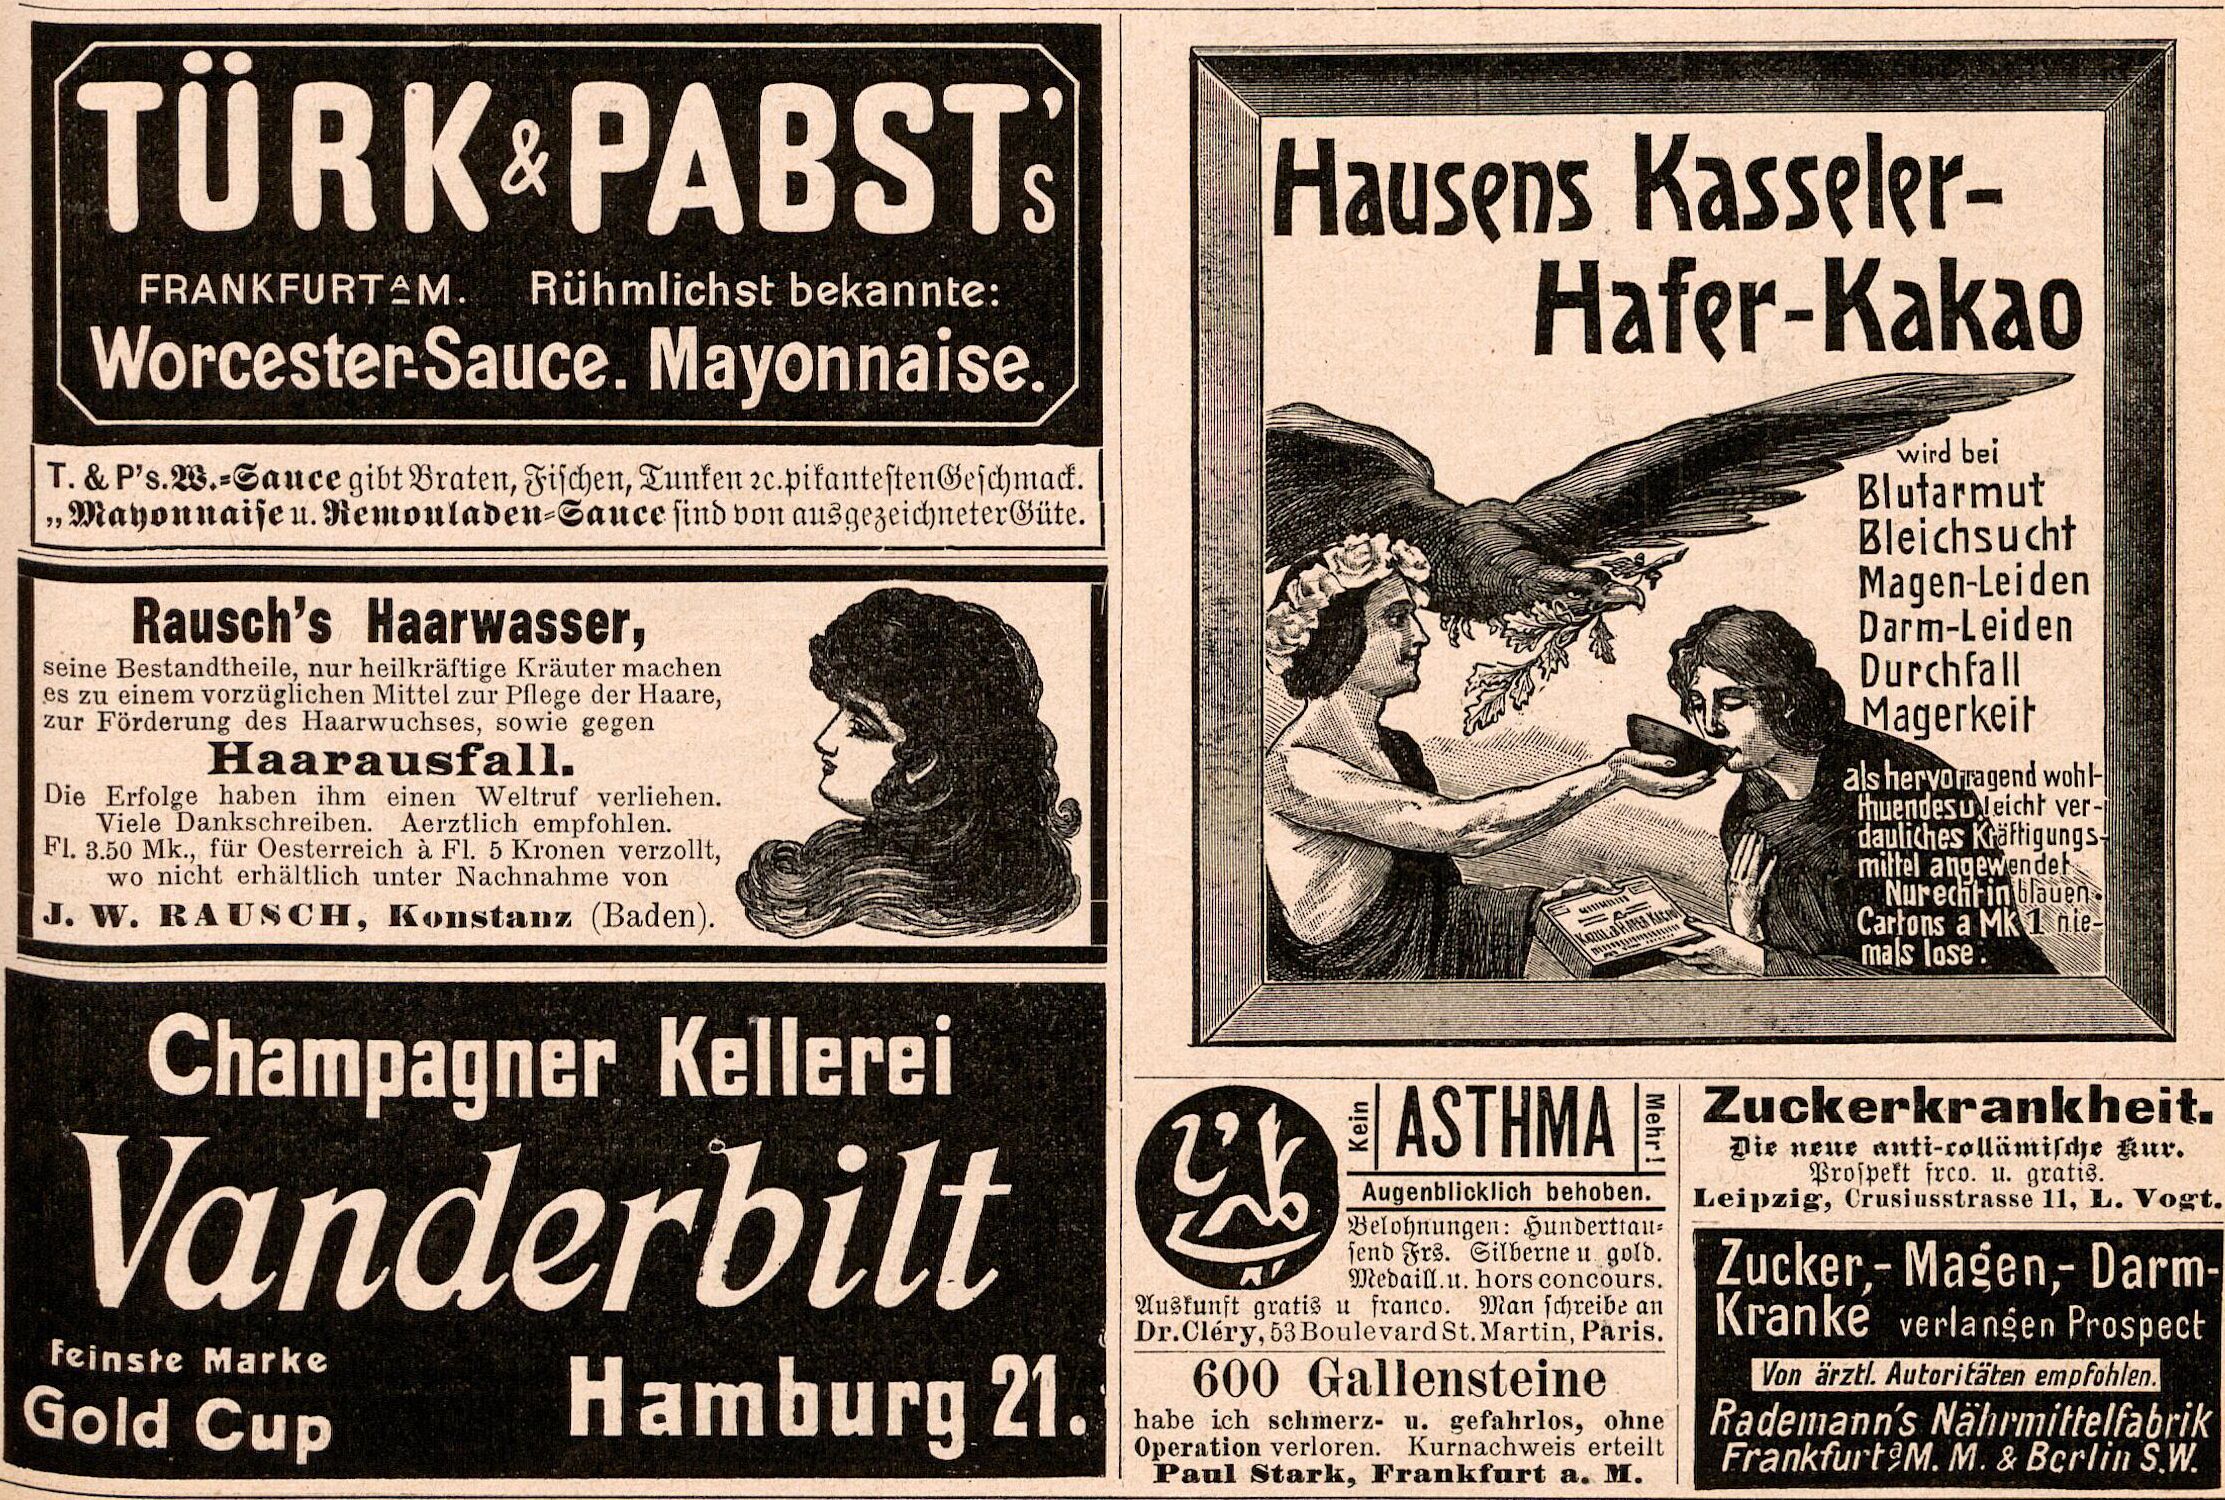 TÜRK & PABST's
FRANKFURT A M. Rühmlichst bekannte:
Worcester-Sauce. Mayonnaise.
T. & P's. W.-Sauce gibt Braten, Fischen, Tunken ꝛc. pikantesten Geschmack.
„Mayonnaise u. Remouladen-Sauce sind von ausgezeichneter Güte.
Rausch's Haarwasser,
seine Bestandtheile, nur heilkräftige Kräuter machen
es zu einem vorzüglichen Mittel zur Pflege der Haare,
zur Förderung des Haarwuchses, sowie gegen
Haarausfall.
Die Erfolge haben ihm einen Weltruf verliehen.
Viele Dankschreiben. Aerztlich empfohlen.
Fl. 3.50 Mk., für Oesterreich à Fl. 5 Kronen verzollt,
wo nicht erhältlich unter Nachnahme von
J. W. RAUSCH, Konstanz (Baden).
Champagner Kellerei
Vanderbilt
feinste Marke
Gold Cup
Hamburg 21.
Hausens Kasseler-
Hafer-Kakao
wird bei
Blutarmut
Bleichsucht
Magen-Leiden
Darm-Leiden
Durchfall
Magerkeit
als hervorragend wohl-
thuendes u. leicht ver-
dauliches Kräftigungs-
mittel angewendet.
Nur echt in blauen
Cartons a Mk 1 nie-
mals lose.
KASSELER HAFER KAKAO
Kein ASTHMA Mehr!
Augenblicklich behoben.
Belohnungen: Hunderttau-
send Frs. Silberne u. gold.
Medaill. u. hors concours.
Auskunft gratis u franco. Man schreibe an
Dr. Cléry, 53 Boulevard St. Martin, Paris.
600 Gallensteine
habe ich schmerz- u. gefahrlos, ohne
Operation verloren. Kurnachweis erteilt
Paul Stark, Frankfurt a. M.
Zuckerkrankheit.
Die neue anti-collämische Kur.
Prospekt frco. u. gratis.
Leipzig, Crusiusstrasse 11, L. Vogt.
Zucker,- Magen,- Darm-
Kranke verlangen Prospect
Von ärztl. Autoritäten empfohlen.
Rademann's Nährmittelfabrik
Frankfurt a/M. M. & Berlin S.W.